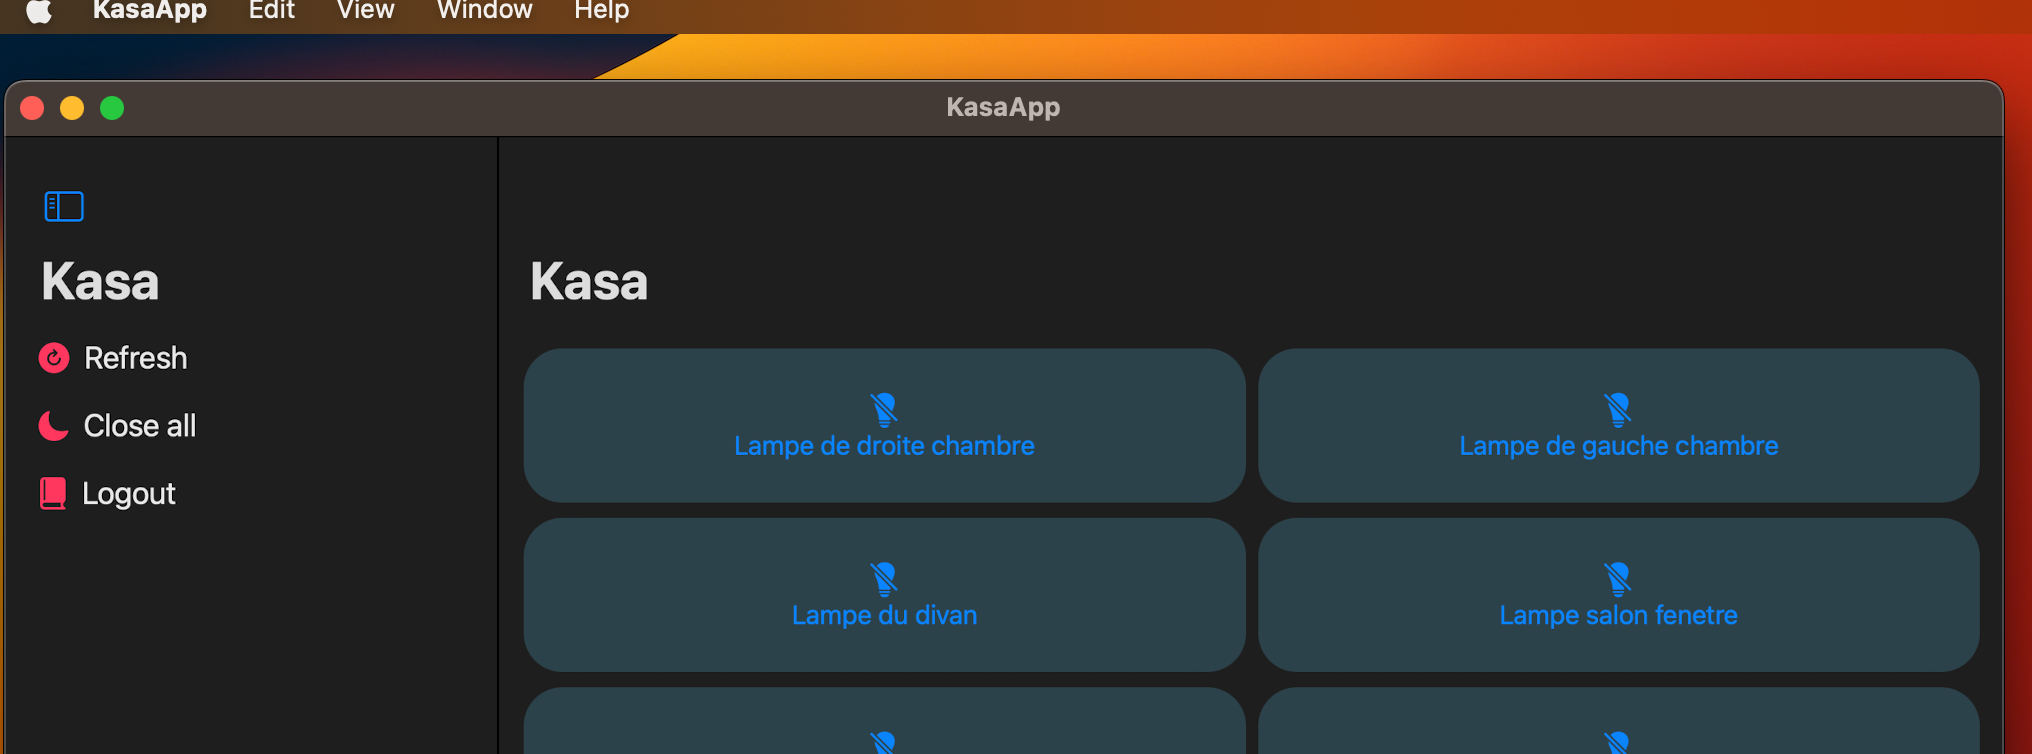 KasaApp Edit View Window Help
KasaApp
Kasa
Refresh
Close all
Logout
Kasa
Lampe de droite chambre
Lampe de gauche chambre
Lampe du divan
Lampe salon fenetre